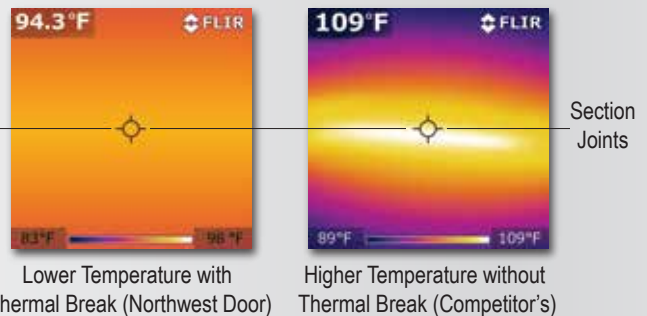 94.3°F FLIR
109°F FLIR
Section
Joints
83°F 98°F
89°F 109°F
Lower Temperature with
hermal Break (Northwest Door)
Higher Temperature without
Thermal Break (Competitor's)